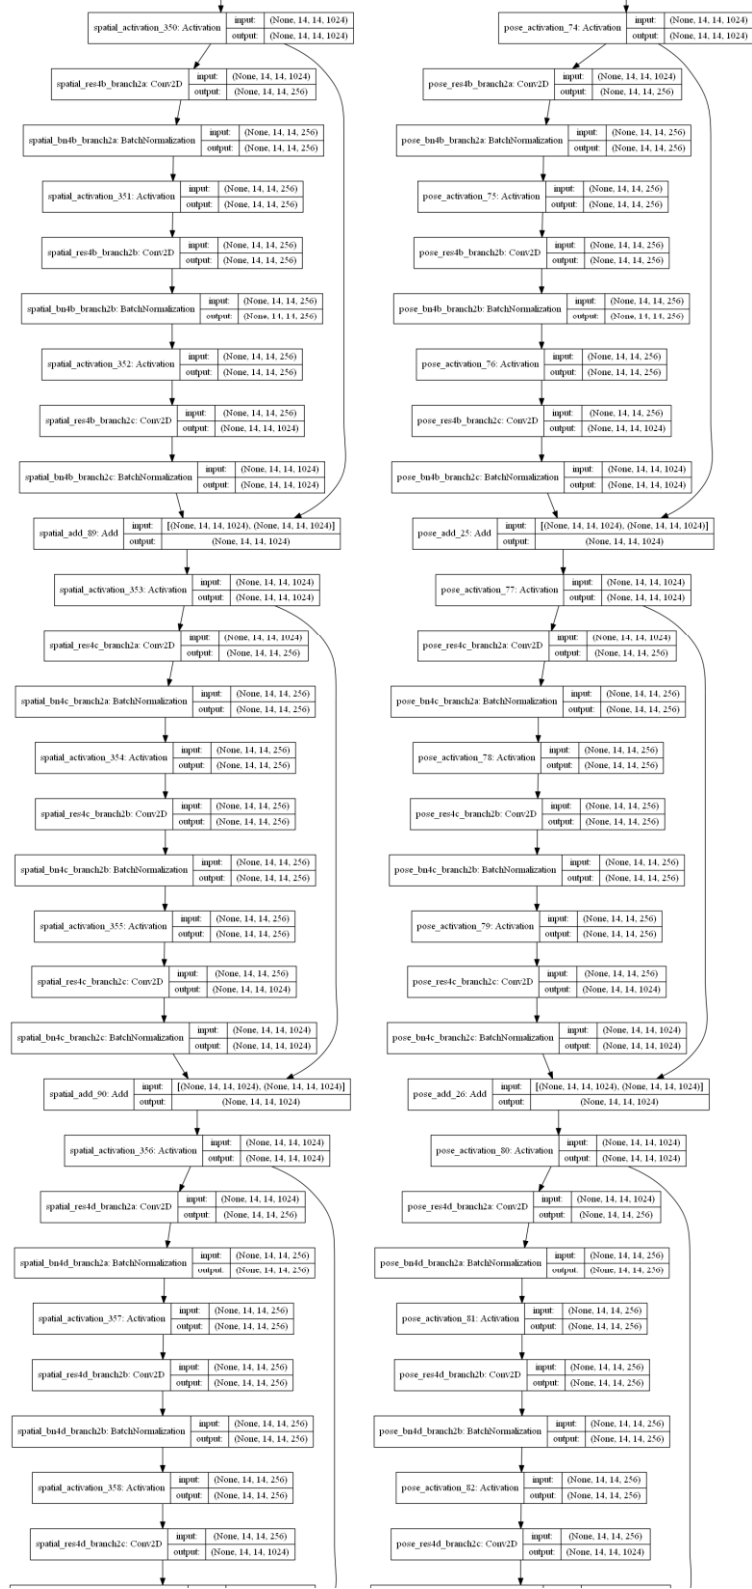 spatial_activation_350: Activation input: (None, 14, 14, 1024) output: (None, 14, 14, 1024)
spatial_res4b_branch2a: Conv2D input: (None, 14, 14, 1024) output: (None, 14, 14, 256)
spatial_bn4b_branch2a: BatchNormalization input: (None, 14, 14, 256) output: (None, 14, 14, 256)
spatial_activation_351: Activation input: (None, 14, 14, 256) output: (None, 14, 14, 256)
spatial_res4b_branch2b: Conv2D input: (None, 14, 14, 256) output: (None, 14, 14, 256)
spatial_bn4b_branch2b: BatchNormalization input: (None, 14, 14, 256) output: (None, 14, 14, 256)
spatial_activation_352: Activation input: (None, 14, 14, 256) output: (None, 14, 14, 256)
spatial_res4b_branch2c: Conv2D input: (None, 14, 14, 256) output: (None, 14, 14, 1024)
spatial_bn4b_branch2c: BatchNormalization input: (None, 14, 14, 1024) output: (None, 14, 14, 1024)
spatial_add_89: Add input: [(None, 14, 14, 1024), (None, 14, 14, 1024)] output: (None, 14, 14, 1024)
spatial_activation_353: Activation input: (None, 14, 14, 1024) output: (None, 14, 14, 1024)
spatial_res4c_branch2a: Conv2D input: (None, 14, 14, 1024) output: (None, 14, 14, 256)
spatial_bn4c_branch2a: BatchNormalization input: (None, 14, 14, 256) output: (None, 14, 14, 256)
spatial_activation_354: Activation input: (None, 14, 14, 256) output: (None, 14, 14, 256)
spatial_res4c_branch2b: Conv2D input: (None, 14, 14, 256) output: (None, 14, 14, 256)
spatial_bn4c_branch2b: BatchNormalization input: (None, 14, 14, 256) output: (None, 14, 14, 256)
spatial_activation_355: Activation input: (None, 14, 14, 256) output: (None, 14, 14, 256)
spatial_res4c_branch2c: Conv2D input: (None, 14, 14, 256) output: (None, 14, 14, 1024)
spatial_bn4c_branch2c: BatchNormalization input: (None, 14, 14, 1024) output: (None, 14, 14, 1024)
spatial_add_90: Add input: [(None, 14, 14, 1024), (None, 14, 14, 1024)] output: (None, 14, 14, 1024)
spatial_activation_356: Activation input: (None, 14, 14, 1024) output: (None, 14, 14, 1024)
spatial_res4d_branch2a: Conv2D input: (None, 14, 14, 1024) output: (None, 14, 14, 256)
spatial_bn4d_branch2a: BatchNormalization input: (None, 14, 14, 256) output: (None, 14, 14, 256)
spatial_activation_357: Activation input: (None, 14, 14, 256) output: (None, 14, 14, 256)
spatial_res4d_branch2b: Conv2D input: (None, 14, 14, 256) output: (None, 14, 14, 256)
spatial_bn4d_branch2b: BatchNormalization input: (None, 14, 14, 256) output: (None, 14, 14, 256)
spatial_activation_358: Activation input: (None, 14, 14, 256) output: (None, 14, 14, 256)
spatial_res4d_branch2c: Conv2D input: (None, 14, 14, 256) output: (None, 14, 14, 1024)
pose_activation_74: Activation input: (None, 14, 14, 1024) output: (None, 14, 14, 1024)
pose_res4b_branch2a: Conv2D input: (None, 14, 14, 1024) output: (None, 14, 14, 256)
pose_bn4b_branch2a: BatchNormalization input: (None, 14, 14, 256) output: (None, 14, 14, 256)
pose_activation_75: Activation input: (None, 14, 14, 256) output: (None, 14, 14, 256)
pose_res4b_branch2b: Conv2D input: (None, 14, 14, 256) output: (None, 14, 14, 256)
pose_bn4b_branch2b: BatchNormalization input: (None, 14, 14, 256) output: (None, 14, 14, 256)
pose_activation_76: Activation input: (None, 14, 14, 256) output: (None, 14, 14, 256)
pose_res4b_branch2c: Conv2D input: (None, 14, 14, 256) output: (None, 14, 14, 1024)
pose_bn4b_branch2c: BatchNormalization input: (None, 14, 14, 1024) output: (None, 14, 14, 1024)
pose_add_25: Add input: [(None, 14, 14, 1024), (None, 14, 14, 1024)] output: (None, 14, 14, 1024)
pose_activation_77: Activation input: (None, 14, 14, 1024) output: (None, 14, 14, 1024)
pose_res4c_branch2a: Conv2D input: (None, 14, 14, 1024) output: (None, 14, 14, 256)
pose_bn4c_branch2a: BatchNormalization input: (None, 14, 14, 256) output: (None, 14, 14, 256)
pose_activation_78: Activation input: (None, 14, 14, 256) output: (None, 14, 14, 256)
pose_res4c_branch2b: Conv2D input: (None, 14, 14, 256) output: (None, 14, 14, 256)
pose_bn4c_branch2b: BatchNormalization input: (None, 14, 14, 256) output: (None, 14, 14, 256)
pose_activation_79: Activation input: (None, 14, 14, 256) output: (None, 14, 14, 256)
pose_res4c_branch2c: Conv2D input: (None, 14, 14, 256) output: (None, 14, 14, 1024)
pose_bn4c_branch2c: BatchNormalization input: (None, 14, 14, 1024) output: (None, 14, 14, 1024)
pose_add_26: Add input: [(None, 14, 14, 1024), (None, 14, 14, 1024)] output: (None, 14, 14, 1024)
pose_activation_80: Activation input: (None, 14, 14, 1024) output: (None, 14, 14, 1024)
pose_res4d_branch2a: Conv2D input: (None, 14, 14, 1024) output: (None, 14, 14, 256)
pose_bn4d_branch2a: BatchNormalization input: (None, 14, 14, 256) output: (None, 14, 14, 256)
pose_activation_81: Activation input: (None, 14, 14, 256) output: (None, 14, 14, 256)
pose_res4d_branch2b: Conv2D input: (None, 14, 14, 256) output: (None, 14, 14, 256)
pose_bn4d_branch2b: BatchNormalization input: (None, 14, 14, 256) output: (None, 14, 14, 256)
pose_activation_82: Activation input: (None, 14, 14, 256) output: (None, 14, 14, 256)
pose_res4d_branch2c: Conv2D input: (None, 14, 14, 256) output: (None, 14, 14, 1024)